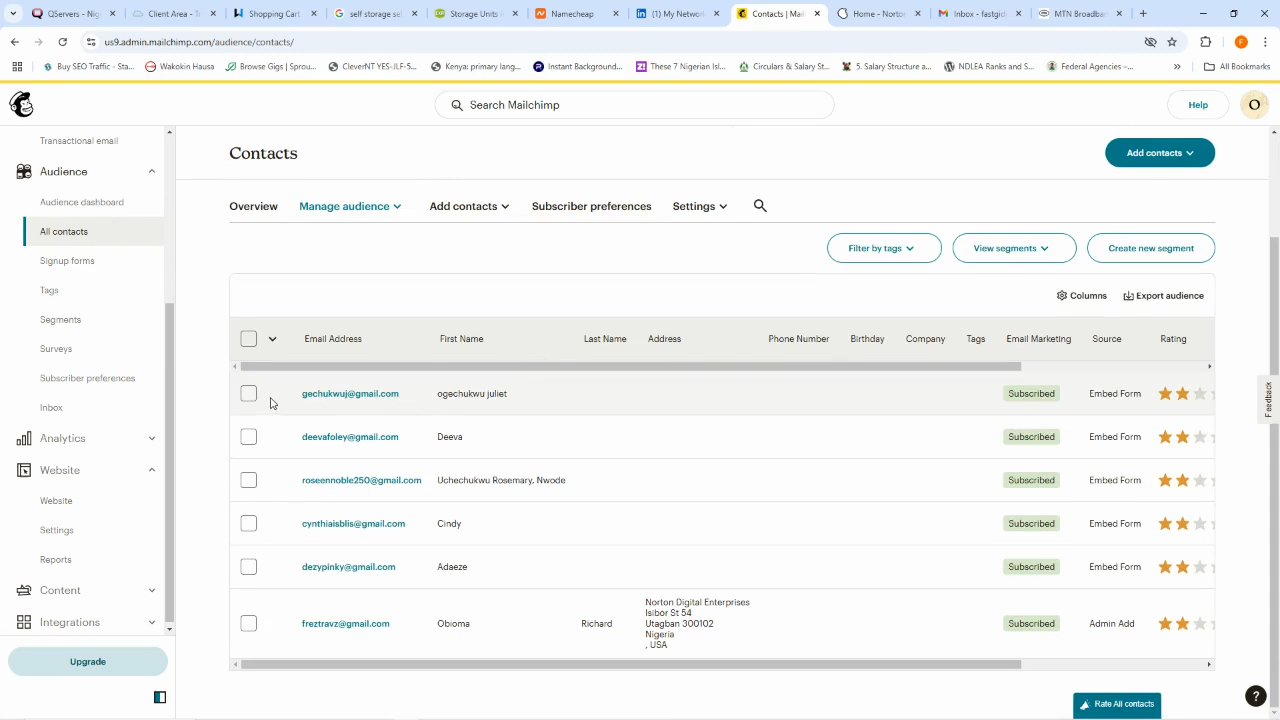 QServers - Nigeri
Client Area - Ta
Shopping Cart
self storage sell
Storage Units
Namecheap
(1) My Network
Contacts | Mail
Home - Norton
Inbox - fastgidi
MTN Broadband
us9.admin.mailchimp.com/audience/contacts/
F
Buy SEO Traffic - Sta...
Wakokin Hausa
Browse Gigs | Sprou...
CleverNT YES-JLF-5...
Kenya: primary lang...
Instant Background...
These 7 Nigerian Isl...
Circulars & Salary St...
5. Salary Structure a...
NDLEA Ranks and S...
Federal Agencies –...
»
All Bookmarks
Search Mailchimp
Help
O
Transactional email
Audience
Audience dashboard
All contacts
Signup forms
Tags
Segments
Surveys
Subscriber preferences
Inbox
Analytics
Website
Website
Settings
Reports
Content
Integrations
Upgrade
Contacts
Add contacts
Overview
Manage audience
Add contacts
Subscriber preferences
Settings
Filter by tags
View segments
Create new segment
Columns
Export audience
Email Address First Name Last Name Address Phone Number Birthday Company Tags Email Marketing Source Rating
gechukwuj@gmail.com ogechukwu juliet Subscribed Embed Form
deevafoley@gmail.com Deeva Subscribed Embed Form
roseennoble250@gmail.com Uchechukwu Rosemary, Nwode Subscribed Embed Form
cynthiaisblis@gmail.com Cindy Subscribed Embed Form
dezypinky@gmail.com Adaeze Subscribed Embed Form
freztravz@gmail.com Obioma Richard
Norton Digital Enterprises
Isibor St 54
Utagban 300102
Nigeria
, USA
Subscribed Admin Add
Feedback
Rate All contacts
?